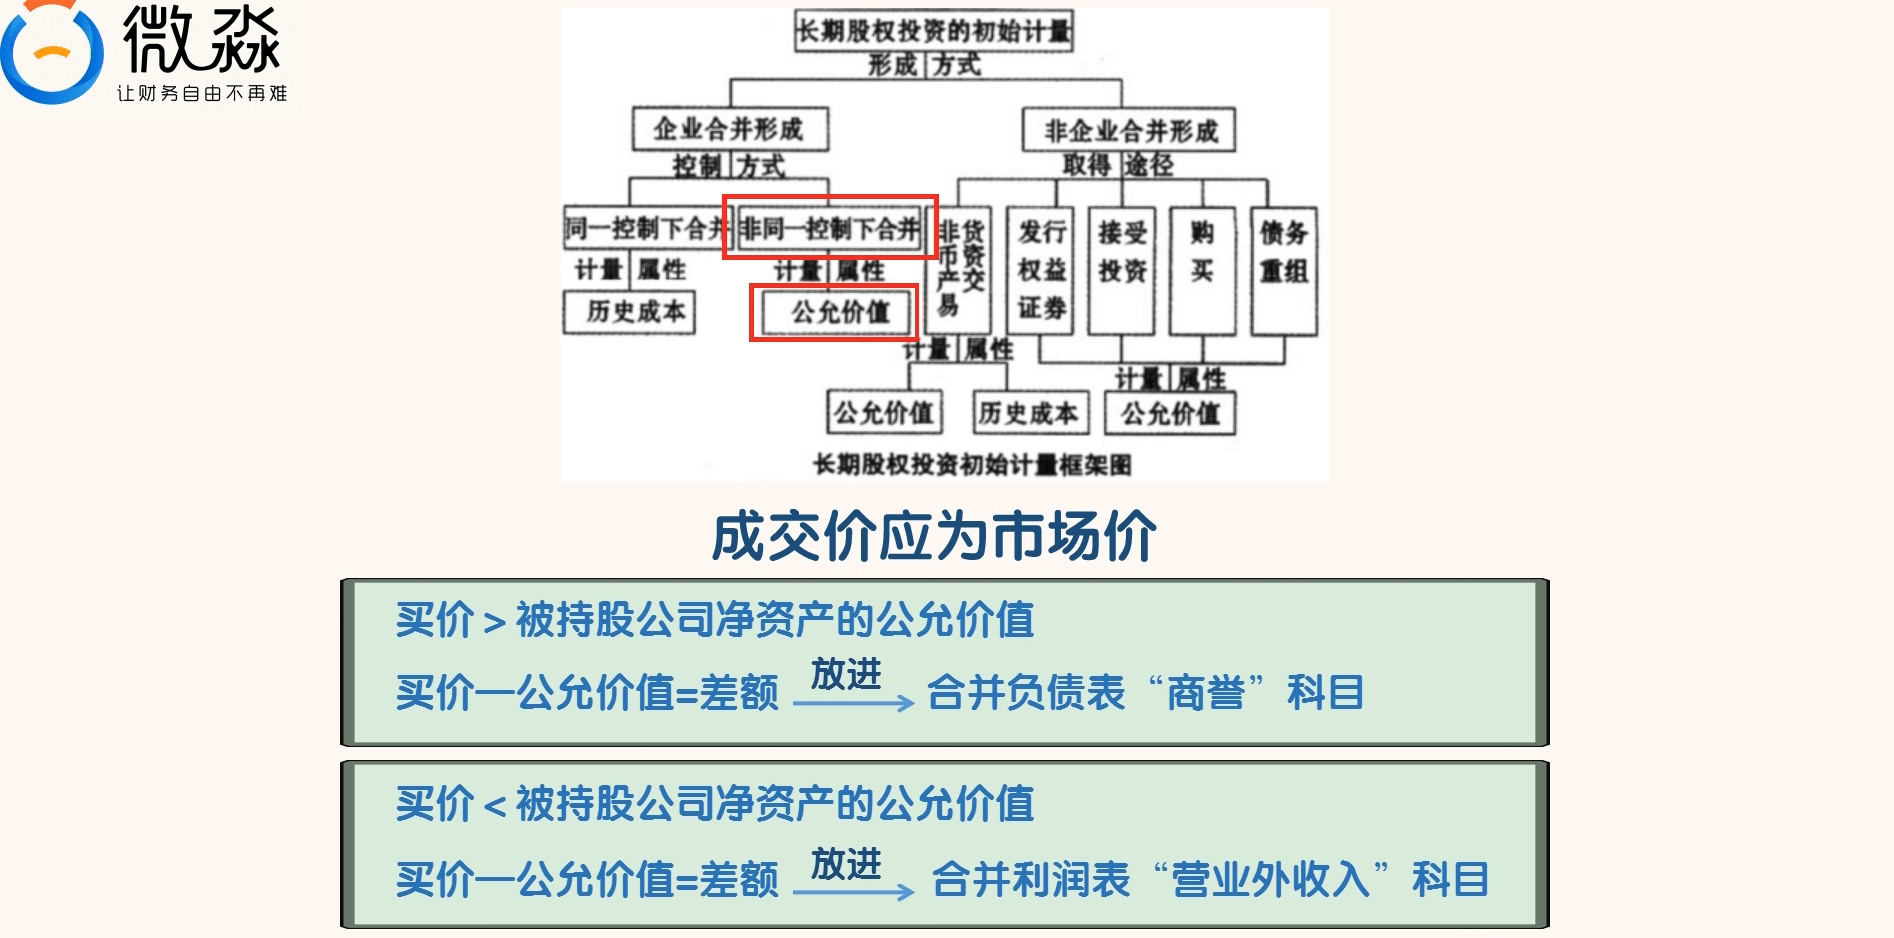 微淼
让财务自由不再难
长期股权投资的初始计量
形成 方式
企业合并形成
非企业合并形成
控制 方式
取得 途径
同一控制下合并
非同一控制下合并
非货币资产交易
发行权益证券
接受投资
购买
债务重组
计量 属性
计量 属性
历史成本
公允价值
计量 属性
计量 属性
公允价值
历史成本
公允价值
长期股权投资初始计量框架图
成交价应为市场价
买价>被持股公司净资产的公允价值
买价一公允价值=差额 放进 合并负债表“商誉”科目
买价<被持股公司净资产的公允价值
买价一公允价值=差额 放进 合并利润表“营业外收入”科目